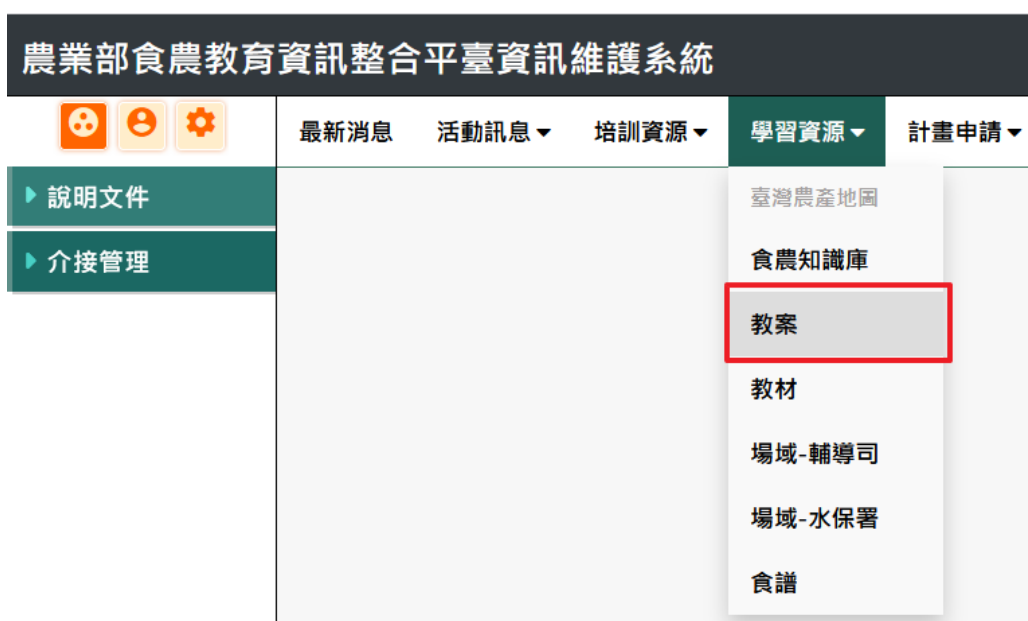 農業部食農教育資訊整合平臺資訊維護系統
最新消息 活動訊息 培訓資源 學習資源 計畫申請
說明文件
介接管理
臺灣農產地圖
食農知識庫
教案
教材
場域-輔導司
場域-水保署
食譜